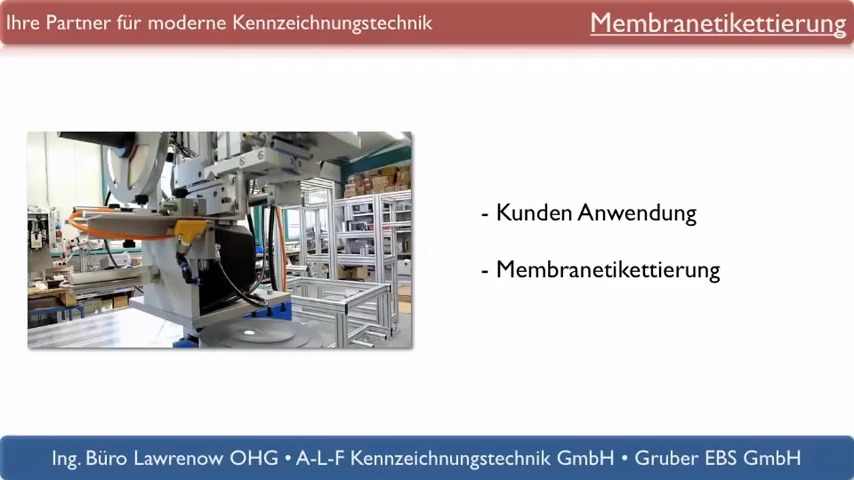 Ihre Partner für moderne Kennzeichnungstechnik
Membranetikettierung
- Kunden Anwendung
- Membranetikettierung
Ing. Büro Lawrenow OHG • A-L-F Kennzeichnungstechnik GmbH • Gruber EBS GmbH